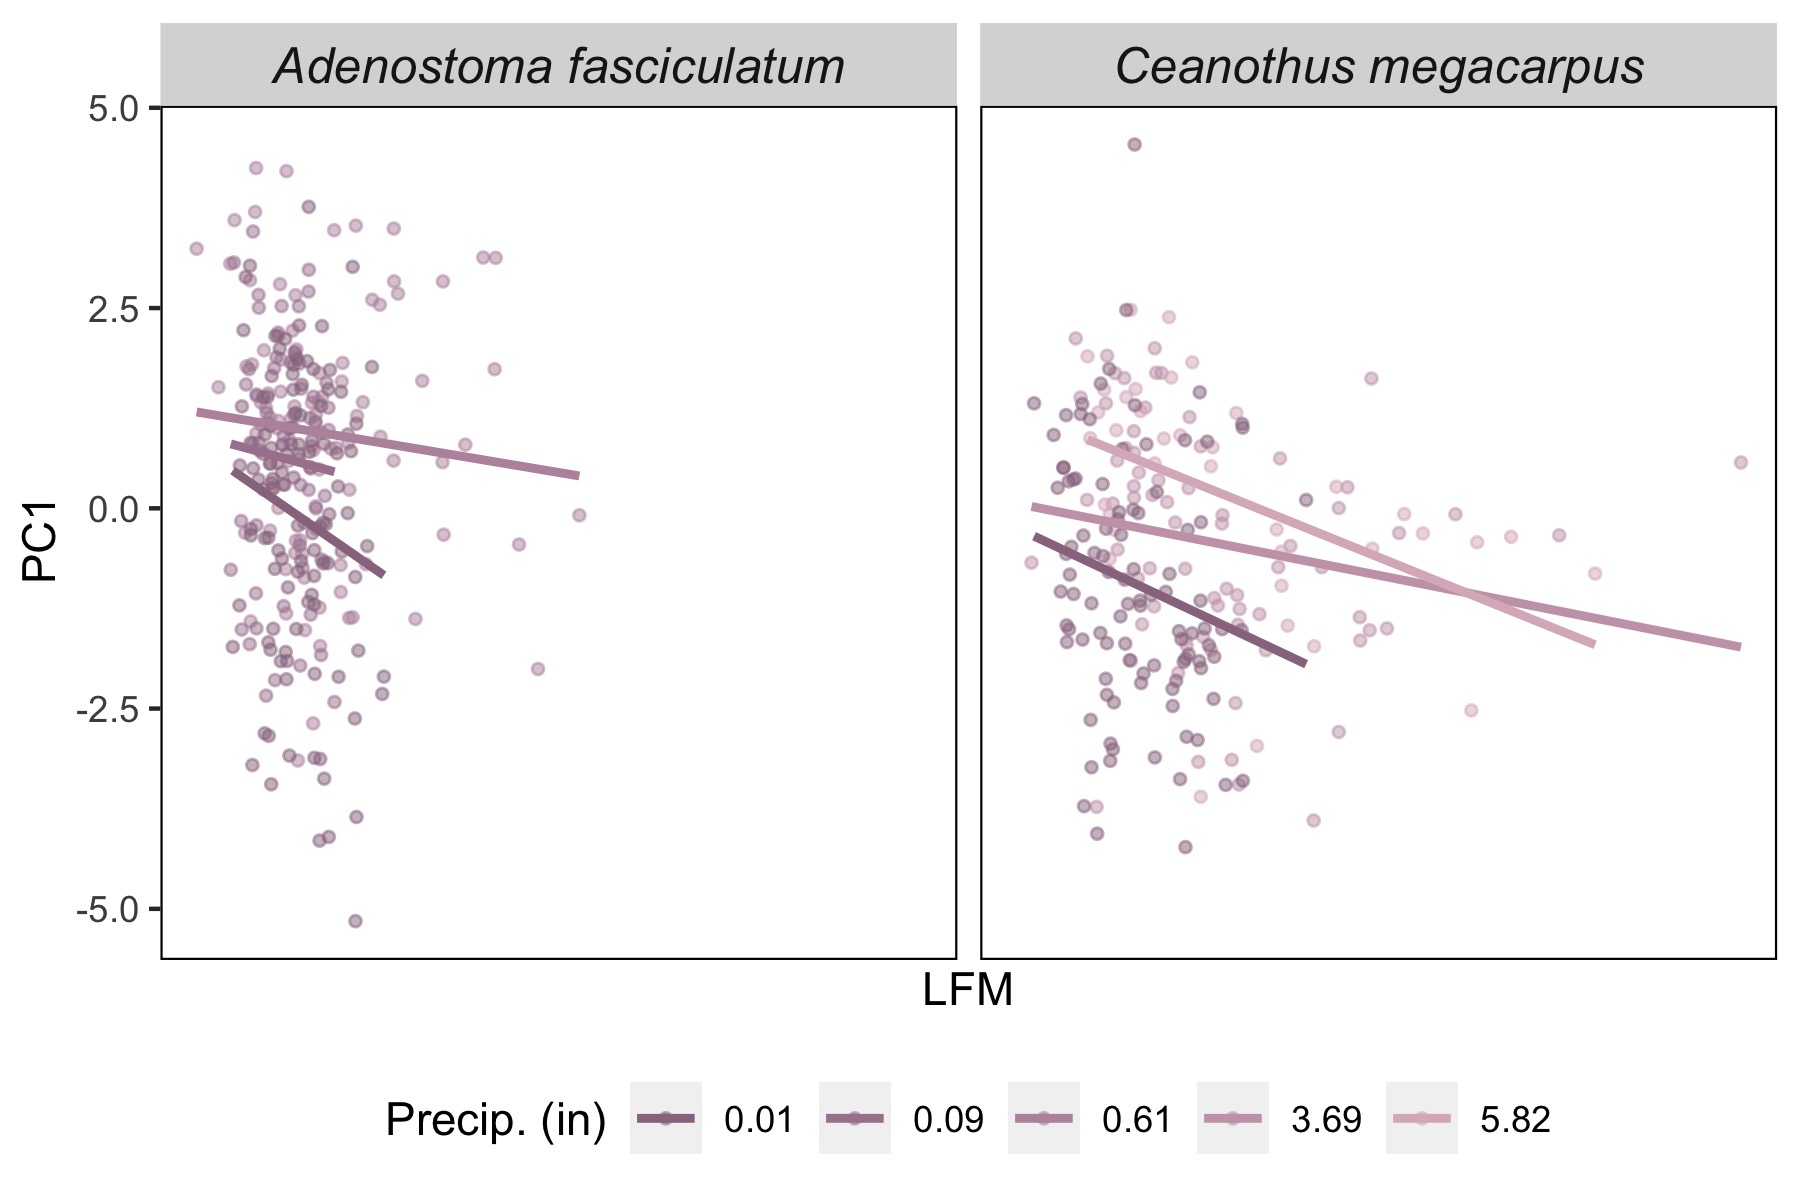 Adenostoma fasciculatum
Ceanothus megacarpus
5.0
2.5
0.0
-2.5
-5.0
PC1
LFM
Precip. (in) 0.01 0.09 0.61 3.69 5.82